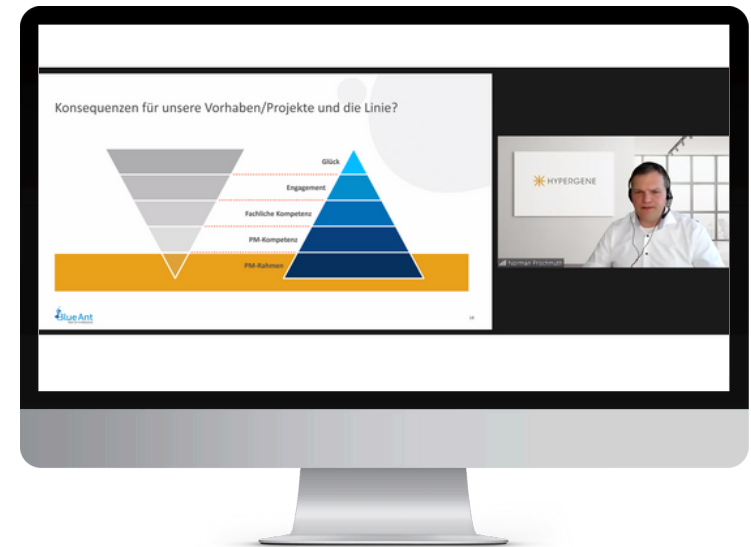 Konsequenzen für unsere Vorhaben/Projekte und die Linie?
Glück
Engagement
Fachliche Kompetenz
PM-Kompetenz
PM-Rahmen
Blue Ant
HYPERGENE
Norman Frischmuth